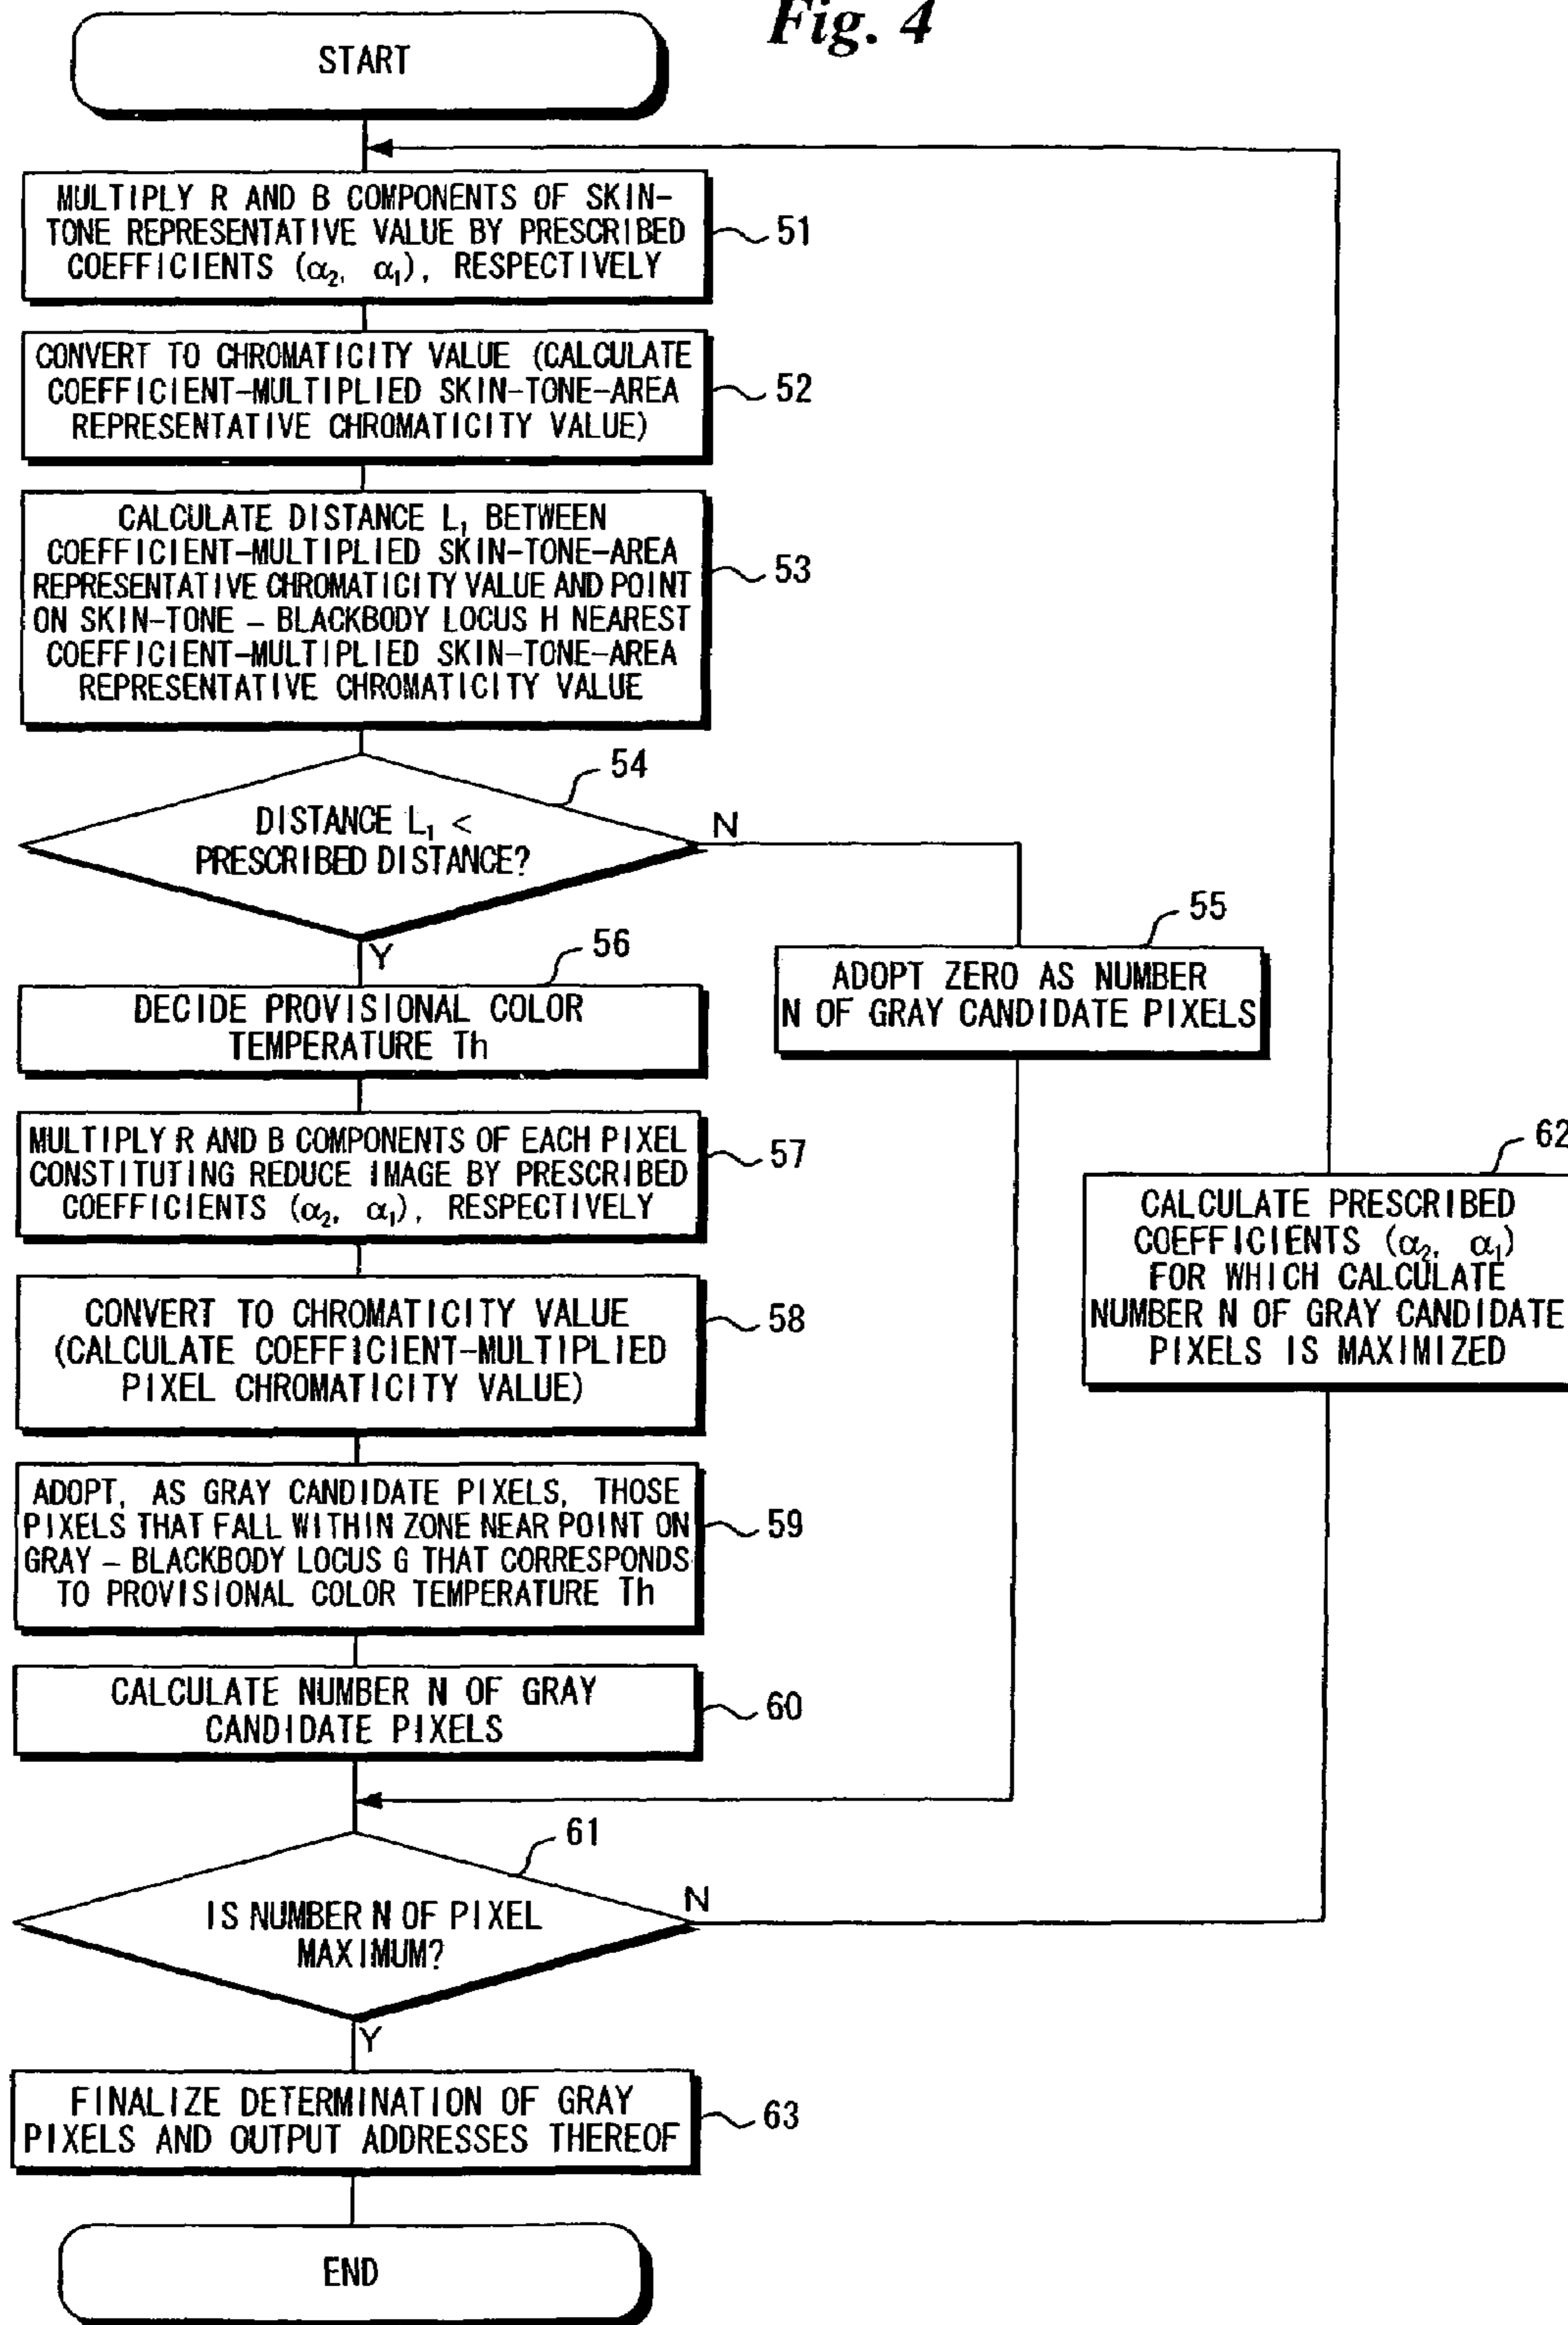 Fig. 4
START
MULTIPLY R AND B COMPONENTS OF SKIN-
TONE REPRESENTATIVE VALUE BY PRESCRIBED
COEFFICIENTS (α₂, α₁), RESPECTIVELY
51
CONVERT TO CHROMATICITY VALUE (CALCULATE
COEFFICIENT-MULTIPLIED SKIN-TONE-AREA
REPRESENTATIVE CHROMATICITY VALUE)
52
CALCULATE DISTANCE L₁ BETWEEN
COEFFICIENT-MULTIPLIED SKIN-TONE-AREA
REPRESENTATIVE CHROMATICITY VALUE AND POINT
ON SKIN-TONE – BLACKBODY LOCUS H NEAREST
COEFFICIENT-MULTIPLIED SKIN-TONE-AREA
REPRESENTATIVE CHROMATICITY VALUE
53
54
DISTANCE L₁ <
PRESCRIBED DISTANCE?
N
Y
55
ADOPT ZERO AS NUMBER
N OF GRAY CANDIDATE PIXELS
56
DECIDE PROVISIONAL COLOR
TEMPERATURE Th
MULTIPLY R AND B COMPONENTS OF EACH PIXEL
CONSTITUTING REDUCE IMAGE BY PRESCRIBED
COEFFICIENTS (α₂, α₁), RESPECTIVELY
57
62
CALCULATE PRESCRIBED
COEFFICIENTS (α₂, α₁)
FOR WHICH CALCULATE
NUMBER N OF GRAY CANDIDATE
PIXELS IS MAXIMIZED
CONVERT TO CHROMATICITY VALUE
(CALCULATE COEFFICIENT-MULTIPLIED
PIXEL CHROMATICITY VALUE)
58
ADOPT, AS GRAY CANDIDATE PIXELS, THOSE
PIXELS THAT FALL WITHIN ZONE NEAR POINT ON
GRAY – BLACKBODY LOCUS G THAT CORRESPONDS
TO PROVISIONAL COLOR TEMPERATURE Th
59
CALCULATE NUMBER N OF GRAY
CANDIDATE PIXELS
60
61
IS NUMBER N OF PIXEL
MAXIMUM?
N
Y
FINALIZE DETERMINATION OF GRAY
PIXELS AND OUTPUT ADDRESSES THEREOF
63
END